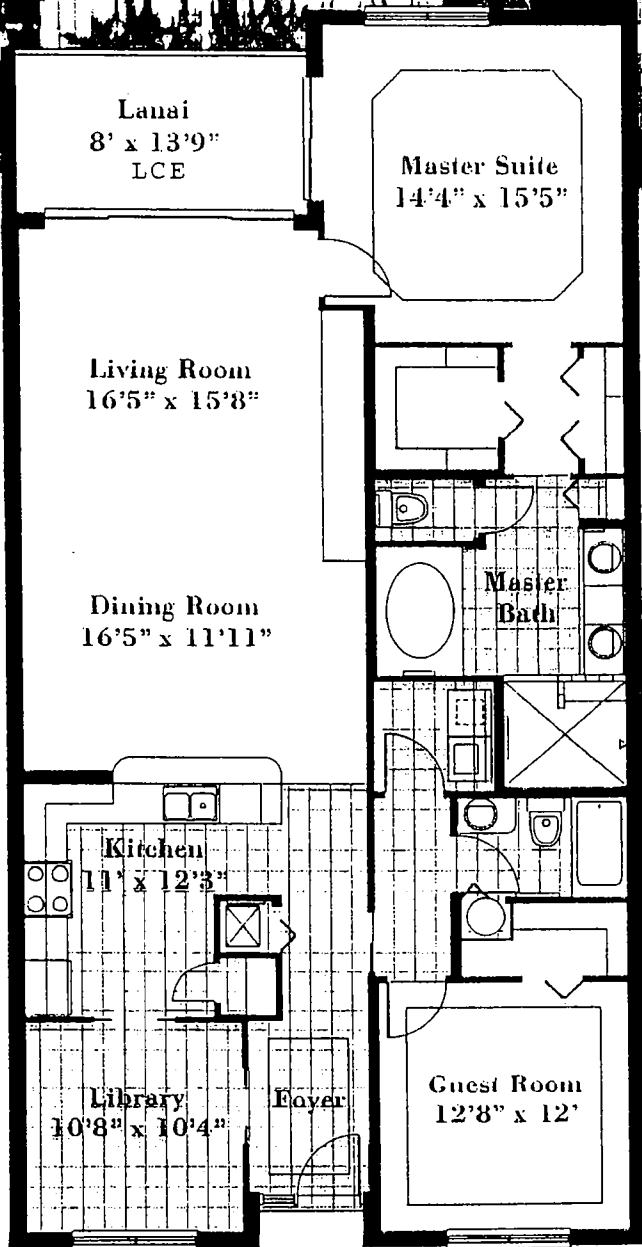 Lanai
8' x 13'9"
LCE
Master Suite
14'4" x 15'5"
Living Room
16'5" x 15'8"
Dining Room
16'5" x 11'11"
Master
Bath
Kitchen
11' x 12'3"
Library
10'8" x 10'4"
Foyer
Guest Room
12'8" x 12'